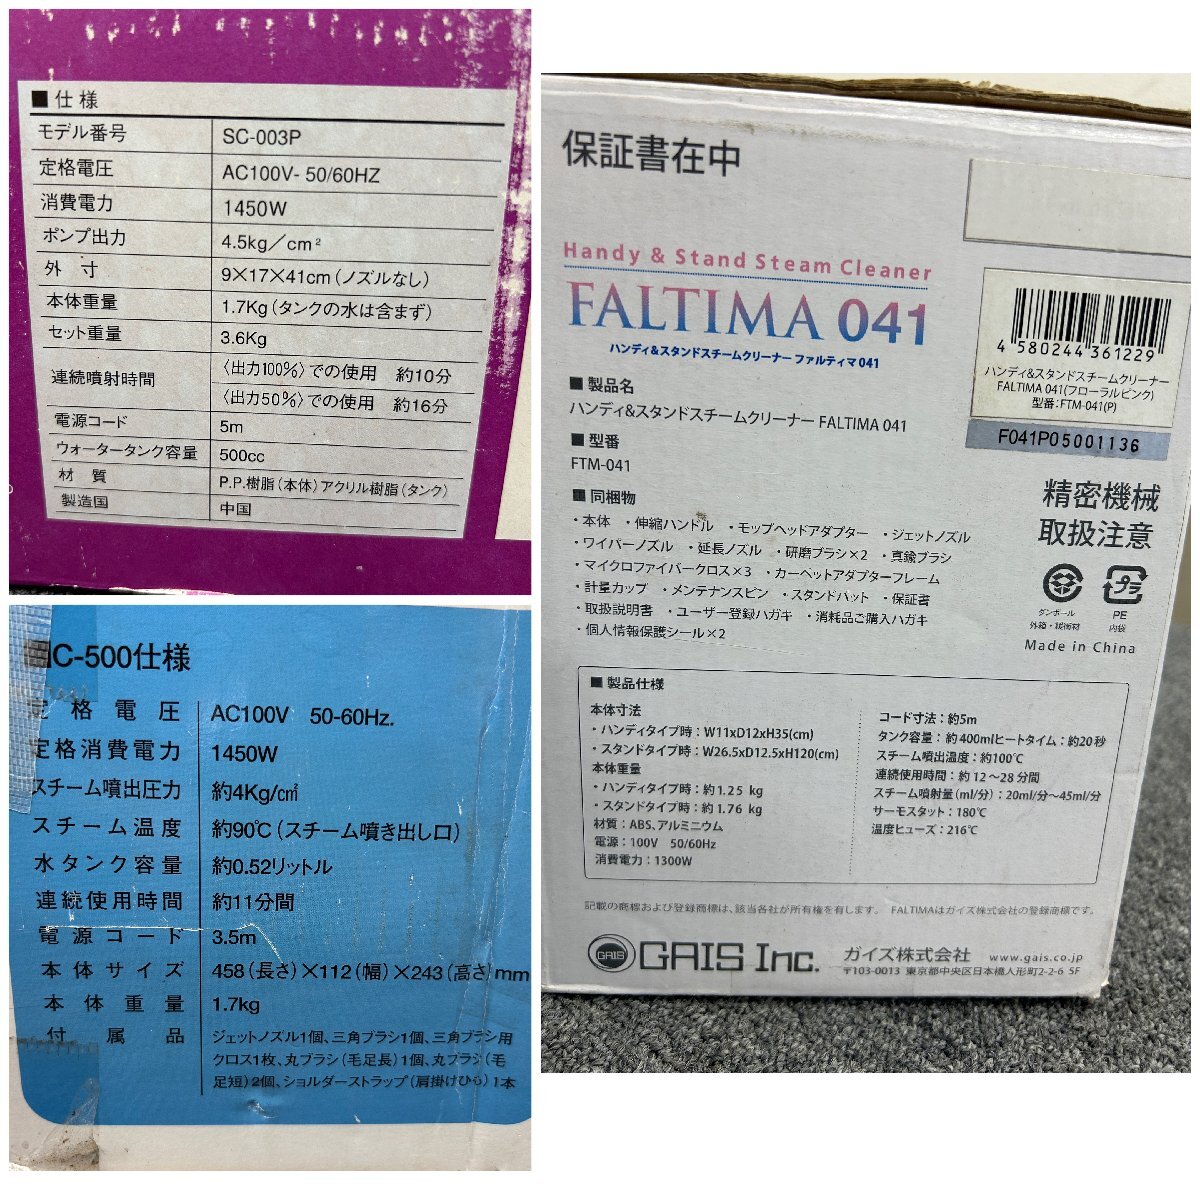 ■仕様
モデル番号 SC-003P
定格電圧 AC100V- 50/60HZ
消費電力 1450W
ポンプ出力 4.5kg／cm²
外 寸 9×17×41cm（ノズルなし）
本体重量 1.7Kg（タンクの水は含まず）
セット重量 3.6Kg
連続噴射時間 〈出力100%〉での使用 約10分
〈出力50%〉での使用 約16分
電源コード 5m
ウォータータンク容量 500cc
材 質 P.P.樹脂（本体）アクリル樹脂（タンク）
製造国 中国
C-500仕様
定格電圧 AC100V 50-60Hz.
定格消費電力 1450W
スチーム噴出圧力 約4Kg/c㎡
スチーム温度 約90℃（スチーム噴き出し口）
水タンク容量 約0.52リットル
連続使用時間 約11分間
電源コード 3.5m
本体サイズ 458（長さ）×112（幅）×243（高さ）mm
本体重量 1.7kg
付属品 ジェットノズル1個、三角ブラシ1個、三角ブラシ用
クロス1枚、丸ブラシ（毛足長）1個、丸ブラシ（毛
足短）2個、ショルダーストラップ（肩掛けひも）1本
保証書在中
Handy & Stand Steam Cleaner
FALTIMA 041
ハンディ&スタンドスチームクリーナー ファルティマ 041
■ 製品名
ハンディ&スタンドスチームクリーナー FALTIMA 041
■ 型番
FTM-041
■ 同梱物
・本体 ・伸縮ハンドル ・モップヘッドアダプター ・ジェットノズル
・ワイパーノズル ・延長ノズル ・研磨ブラシ×2 ・真鍮ブラシ
・マイクロファイバークロス×3 ・カーペットアダプターフレーム
・計量カップ ・メンテナンスピン ・スタンドハット ・保証書
・取扱説明書 ・ユーザー登録ハガキ ・消耗品ご購入ハガキ
・個人情報保護シール×2
4 580244 361229
ハンディ&スタンドスチームクリーナー
FALTIMA 041(フローラルピンク)
型番:FTM-041(P)
F041P05001136
精密機械
取扱注意
ダンボール
外箱・緩衝材
プラ
PE
内袋
Made in China
■ 製品仕様
本体寸法
・ハンディタイプ時：W11xD12xH35(cm)
・スタンドタイプ時：W26.5xD12.5xH120(cm)
本体重量
・ハンディタイプ時：約1.25 kg
・スタンドタイプ時：約1.76 kg
材質：ABS、アルミニウム
電源：100V 50/60Hz
消費電力：1300W
コード寸法：約5m
タンク容量：約400mlヒートタイム：約20秒
スチーム噴出温度：約100℃
連続使用時間：約12～28分間
スチーム噴射量(ml/分)：20ml/分～45ml/分
サーモスタット：180℃
温度ヒューズ：216℃
記載の商標および登録商標は、該当各社が所有権を有します。 FALTIMAはガイズ株式会社の登録商標です。
GAIS GAIS Inc. ガイズ株式会社 www.gais.co.jp
〒103-0013 東京都中央区日本橋人形町2-2-6 5F